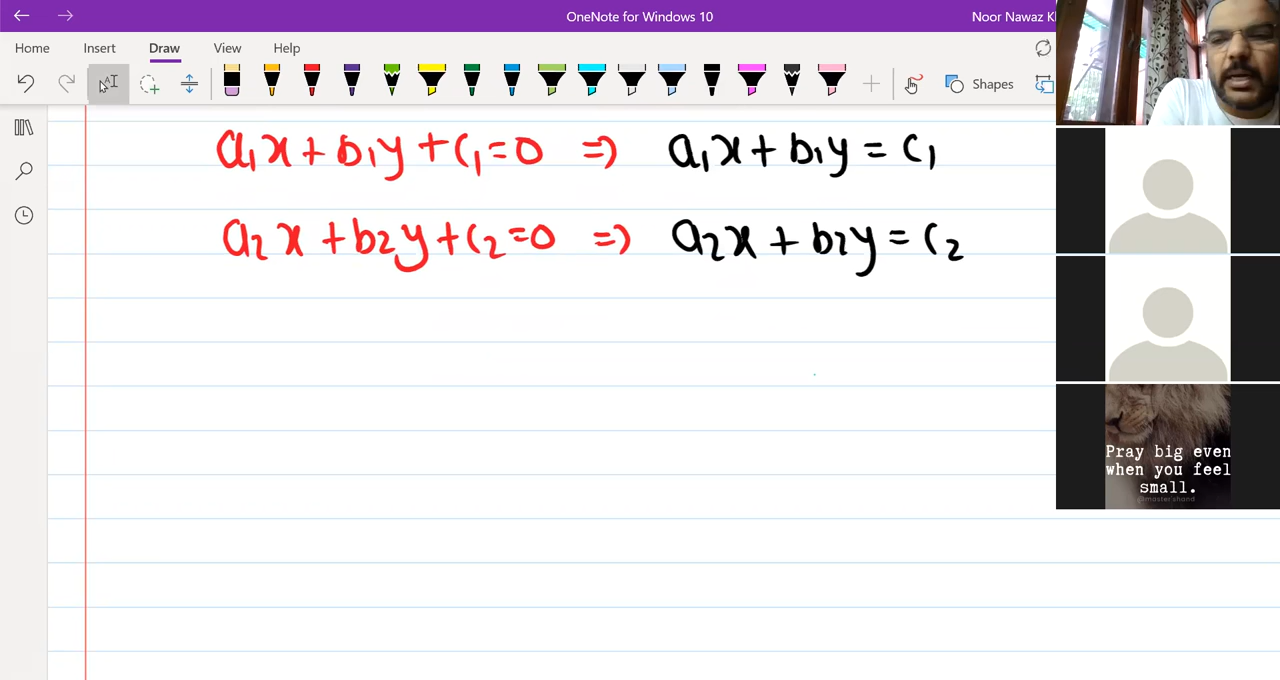 OneNote for Windows 10
Noor Nawaz K
Home Insert Draw View Help
Shapes
a₁x + b₁y + c₁ = 0 ⇒ a₁x + b₁y = c₁
a₂x + b₂y + c₂ = 0 ⇒ a₂x + b₂y = c₂
Pray big even
when you feel
small.